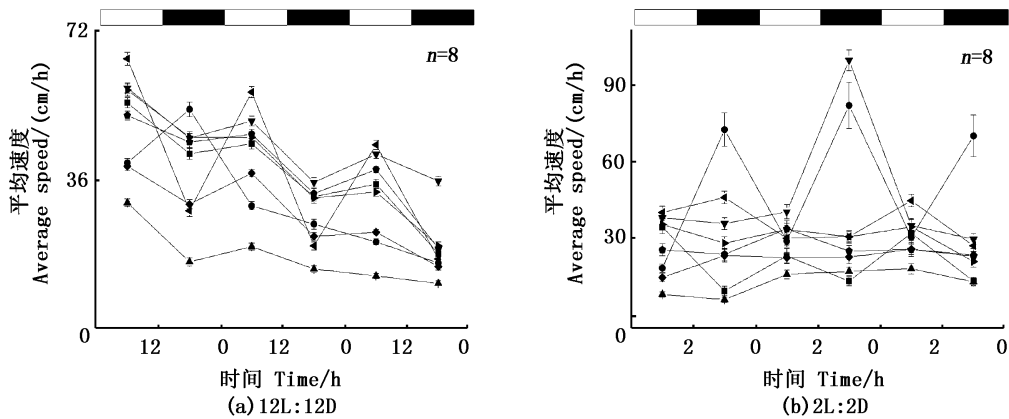 72
36
0
平均速度
Average speed/(cm/h)
n=8
12 0 12 0 12 0
时间 Time/h
(a)12L:12D
90
60
30
0
平均速度
Average speed/(cm/h)
n=8
2 0 2 0 2 0
时间 Time/h
(b)2L:2D